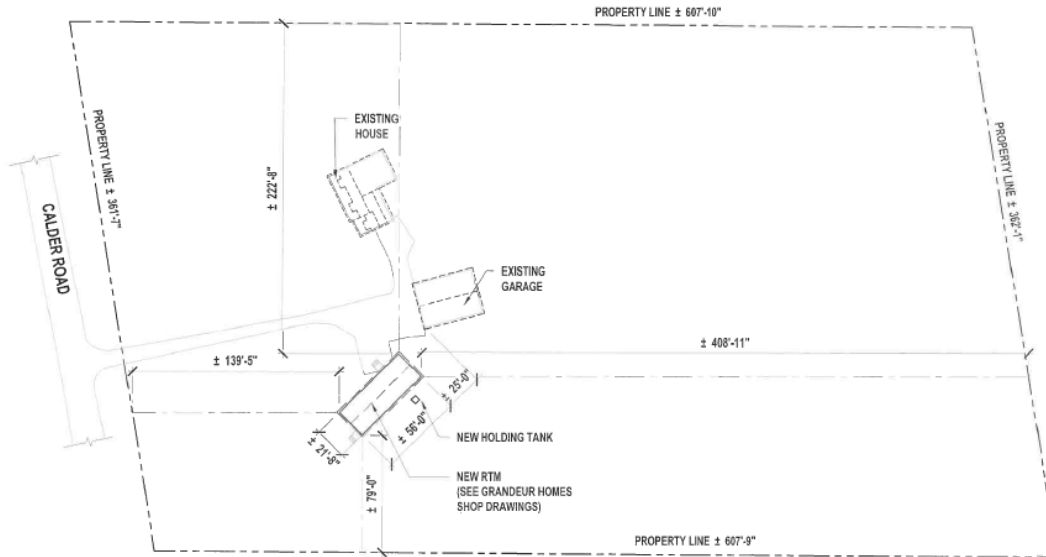 PROPERTY LINE ± 607'-10"
PROPERTY LINE ± 361'-7"
± 222'-8"
EXISTING
HOUSE
PROPERTY LINE ± 362'-1"
CALDER ROAD
EXISTING
GARAGE
± 139'-5"
± 408'-11"
± 25'-0"
± 56'-0"
± 21'-8"
NEW HOLDING TANK
NEW RTM
(SEE GRANDEUR HOMES
SHOP DRAWINGS)
± 79'-0"
PROPERTY LINE ± 607'-9"